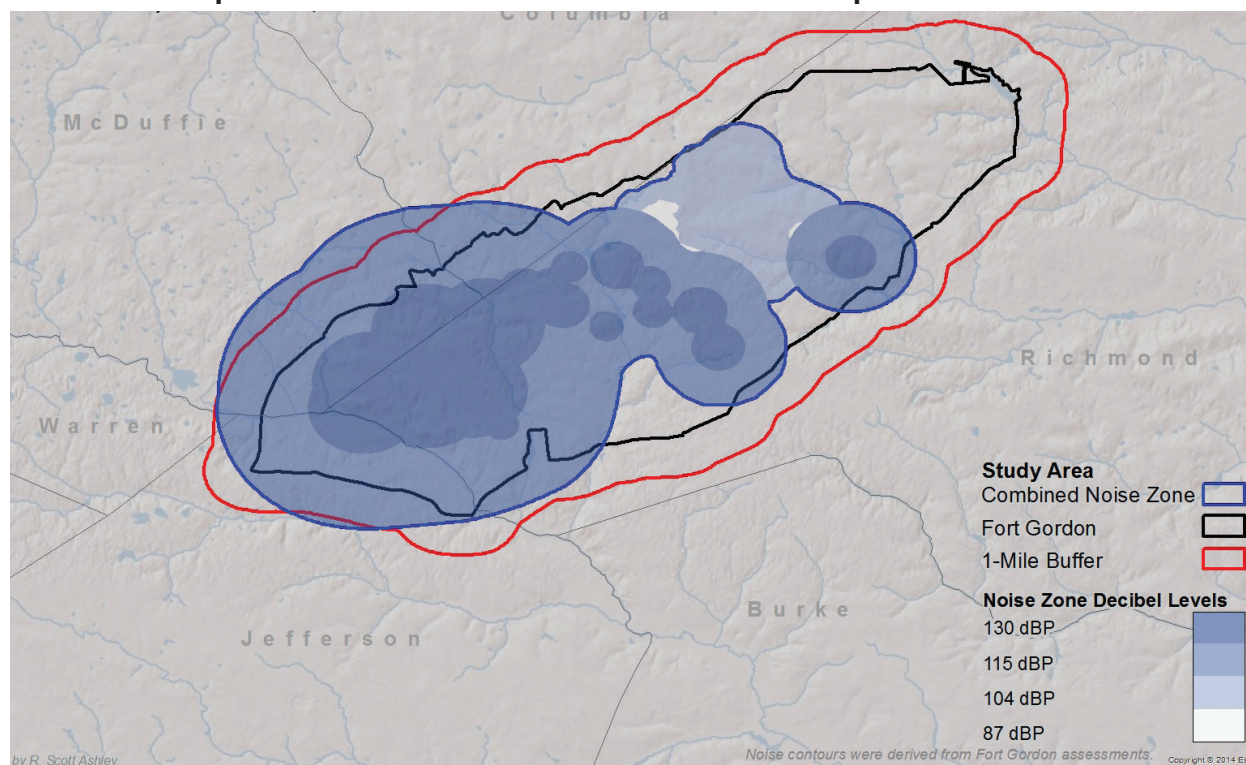 Columbia
McDuffie
Richmond
Warren
Study Area
Combined Noise Zone
Fort Gordon
1-Mile Buffer
Noise Zone Decibel Levels
130 dBP
115 dBP
104 dBP
87 dBP
Burke
Jefferson
by R. Scott Ashley
Noise contours were derived from Fort Gordon assessments.
Copyright © 2014 Es